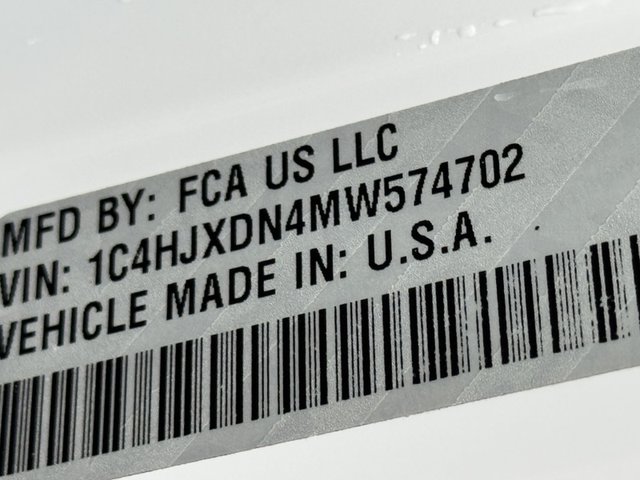 MFD BY: FCA US LLC
VIN: 1C4HJXDN4MW574702
VEHICLE MADE IN: U.S.A.